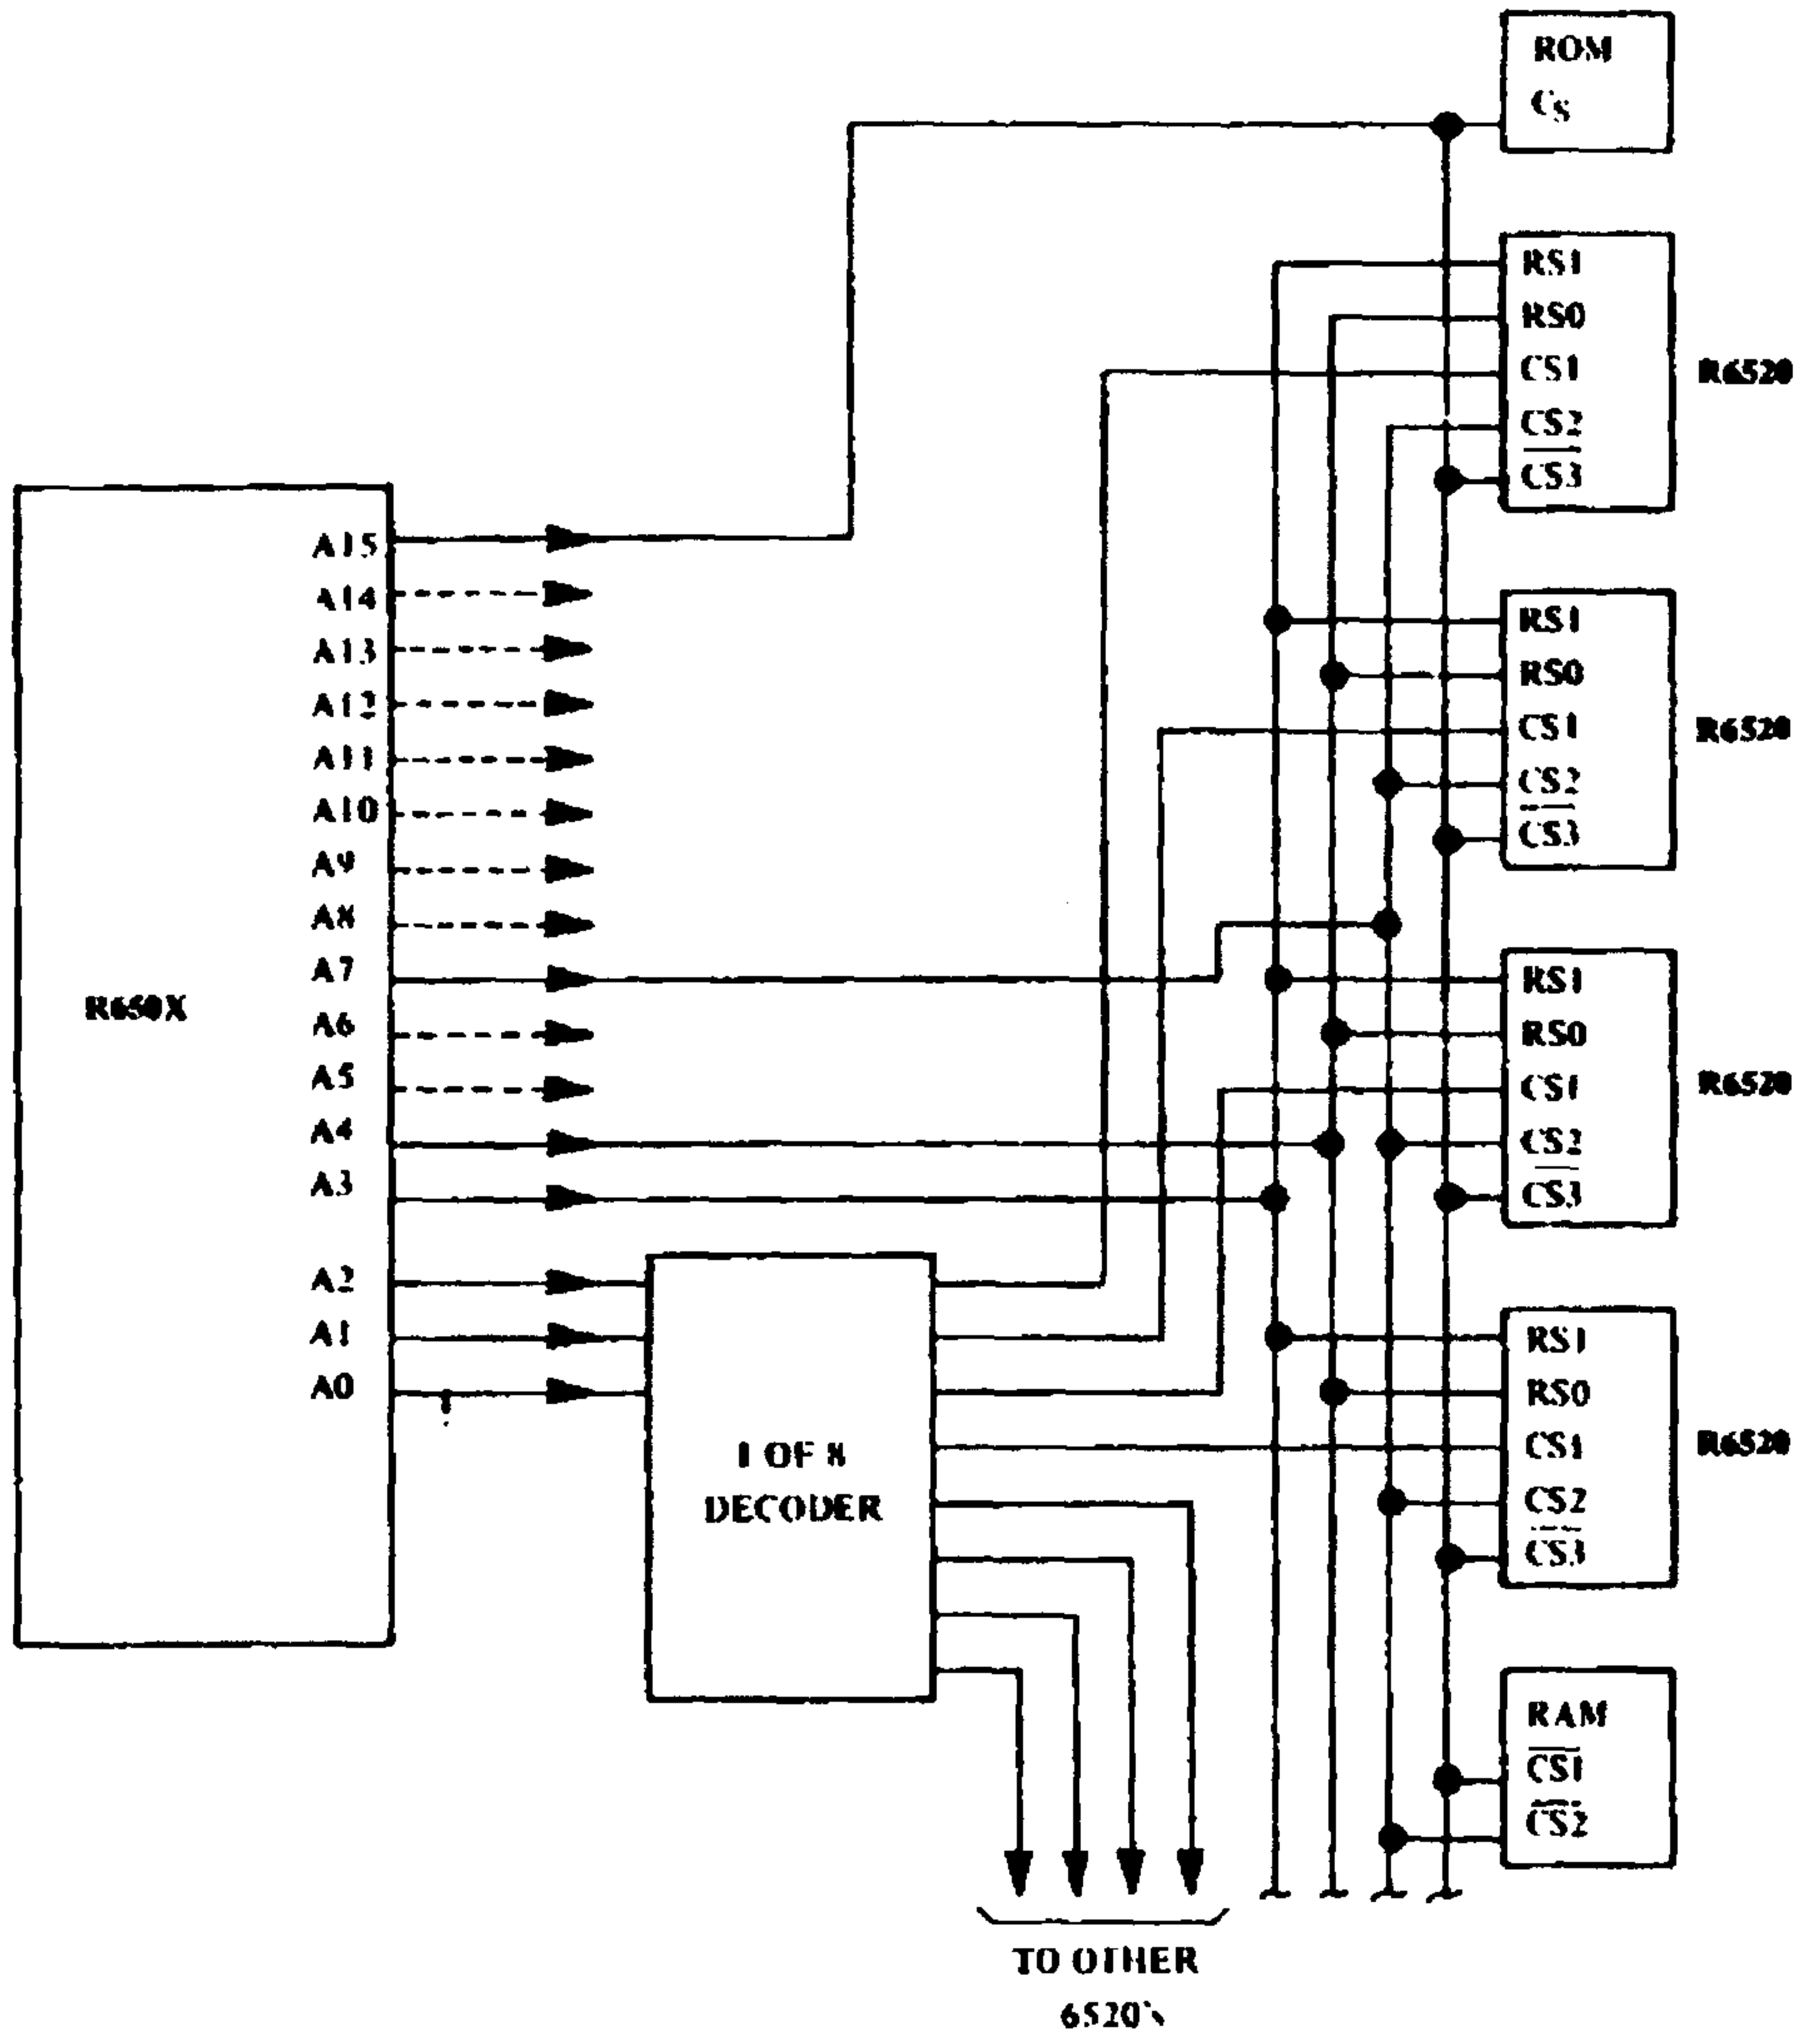 ROM
CS
RS1
RS0
CS1
CS2
CS3
R6520
RS1
RS0
CS1
CS2
CS3
R6520
RS1
RS0
CS1
CS2
CS3
R6520
RS1
RS0
CS1
CS2
CS3
R6520
RAM
CS1
CS2
R650X
A15
A14
A13
A12
A11
A10
A9
A8
A7
A6
A5
A4
A3
A2
A1
A0
1 OF 8
DECODER
TO OTHER
6520's